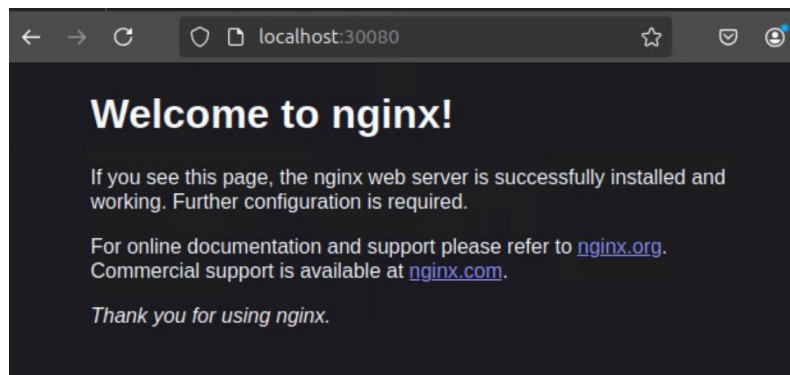 localhost:30080
Welcome to nginx!
If you see this page, the nginx web server is successfully installed and
working. Further configuration is required.
For online documentation and support please refer to nginx.org.
Commercial support is available at nginx.com.
Thank you for using nginx.